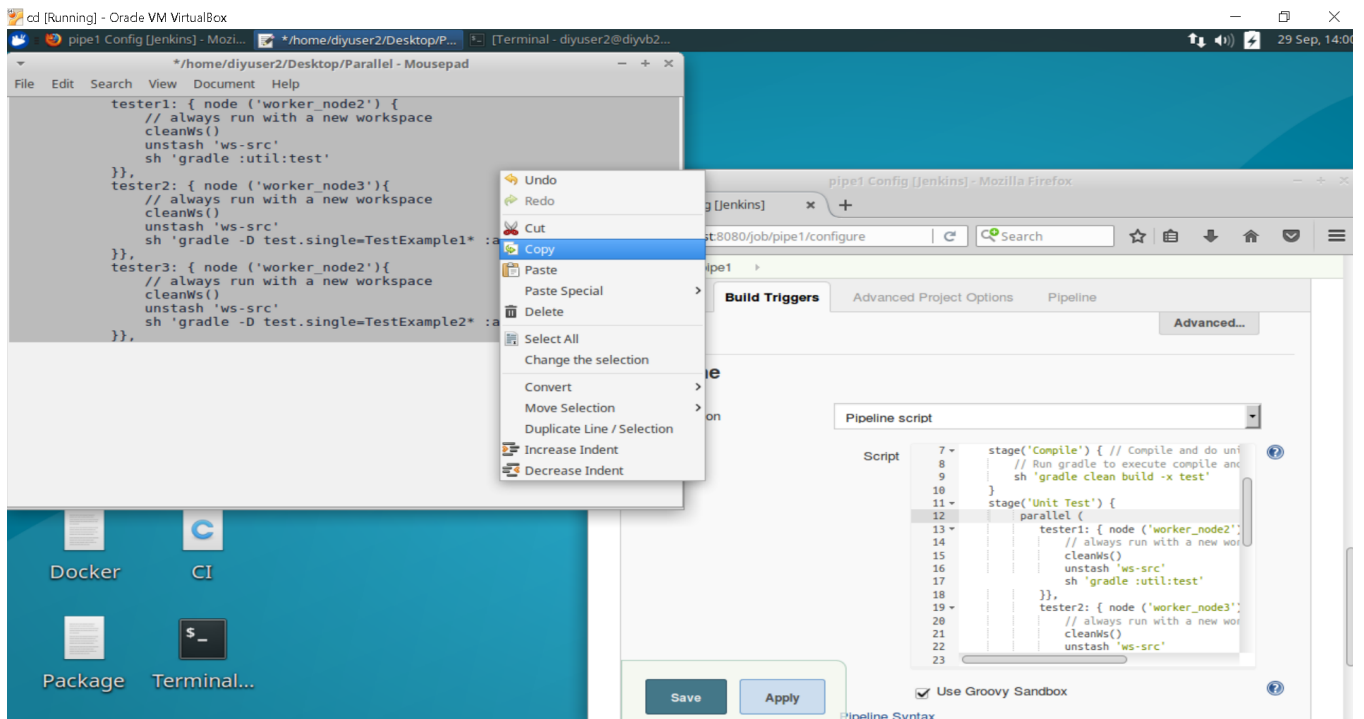 cd [Running] - Oracle VM VirtualBox
pipe1 Config [Jenkins] - Mozi...
*/home/diyuser2/Desktop/P...
[Terminal - diyuser2@diyvb2...
29 Sep, 14:00
*/home/diyuser2/Desktop/Parallel - Mousepad
File Edit Search View Document Help
tester1: { node ('worker_node2') {
// always run with a new workspace
cleanWs()
unstash 'ws-src'
sh 'gradle :util:test'
}},
tester2: { node ('worker_node3'){
// always run with a new workspace
cleanWs()
unstash 'ws-src'
sh 'gradle -D test.single=TestExample1* :a
}},
tester3: { node ('worker_node2'){
// always run with a new workspace
cleanWs()
unstash 'ws-src'
sh 'gradle -D test.single=TestExample2* :a
}},
Undo
Redo
Cut
Copy
Paste
Paste Special
Delete
Select All
Change the selection
Convert
Move Selection
Duplicate Line / Selection
Increase Indent
Decrease Indent
pipe1 Config [Jenkins] - Mozilla Firefox
g [Jenkins]
st:8080/job/pipe1/configure
Search
pipe1
Build Triggers
Advanced Project Options
Pipeline
Advanced...
ne
on
Pipeline script
Script
7 stage('Compile') { // Compile and do uni
8 // Run gradle to execute compile and
9 sh 'gradle clean build -x test'
10 }
11 stage('Unit Test') {
12 parallel (
13 tester1: { node ('worker_node2')
14 // always run with a new wor
15 cleanWs()
16 unstash 'ws-src'
17 sh 'gradle :util:test'
18 }},
19 tester2: { node ('worker_node3')
20 // always run with a new wor
21 cleanWs()
22 unstash 'ws-src'
23
Use Groovy Sandbox
Pipeline Syntax
Save
Apply
Docker
CI
Package
Terminal...